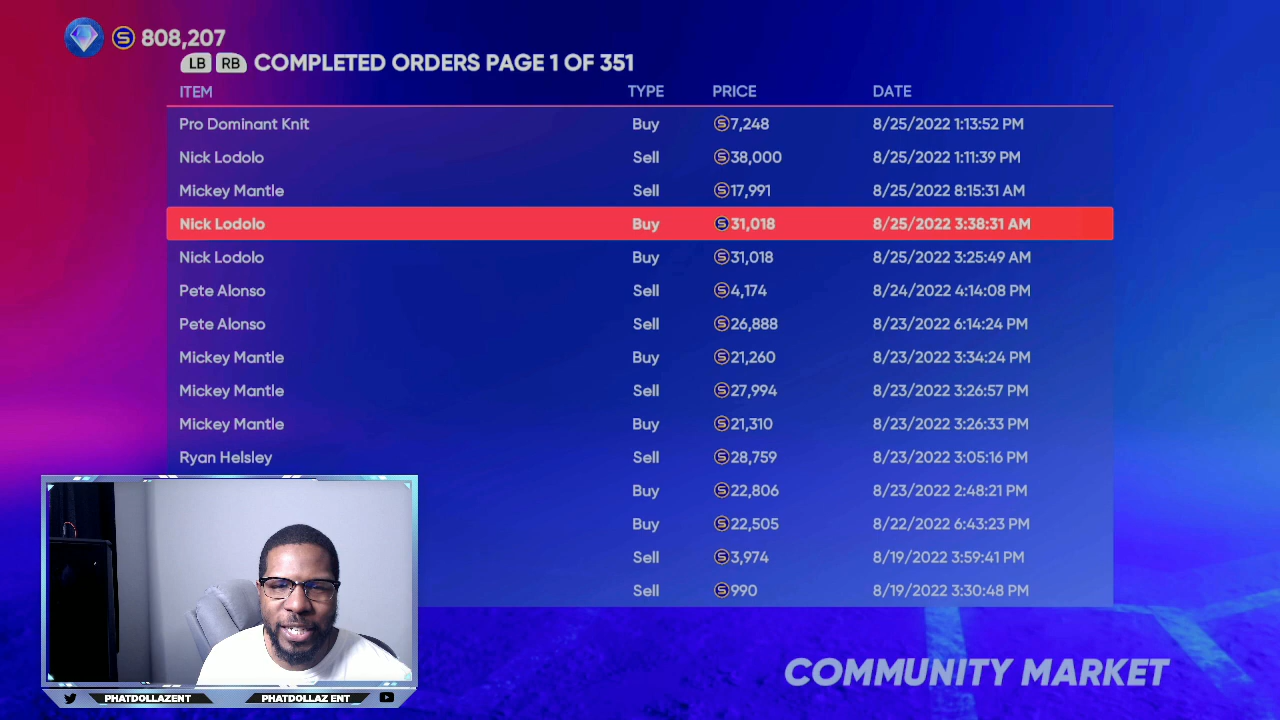 S 808,207
LB RB COMPLETED ORDERS PAGE 1 OF 351
ITEM TYPE PRICE DATE
Pro Dominant Knit Buy S 7,248 8/25/2022 1:13:52 PM
Nick Lodolo Sell S 38,000 8/25/2022 1:11:39 PM
Mickey Mantle Sell S 17,991 8/25/2022 8:15:31 AM
Nick Lodolo Buy S 31,018 8/25/2022 3:38:31 AM
Nick Lodolo Buy S 31,018 8/25/2022 3:25:49 AM
Pete Alonso Sell S 4,174 8/24/2022 4:14:08 PM
Pete Alonso Sell S 26,888 8/23/2022 6:14:24 PM
Mickey Mantle Buy S 21,260 8/23/2022 3:34:24 PM
Mickey Mantle Sell S 27,994 8/23/2022 3:26:57 PM
Mickey Mantle Buy S 21,310 8/23/2022 3:26:33 PM
Ryan Helsley Sell S 28,759 8/23/2022 3:05:16 PM
Buy S 22,806 8/23/2022 2:48:21 PM
Buy S 22,505 8/22/2022 6:43:23 PM
Sell S 3,974 8/19/2022 3:59:41 PM
Sell S 990 8/19/2022 3:30:48 PM
COMMUNITY MARKET
PHATDOLLAZENT PHATDOLLAZ ENT